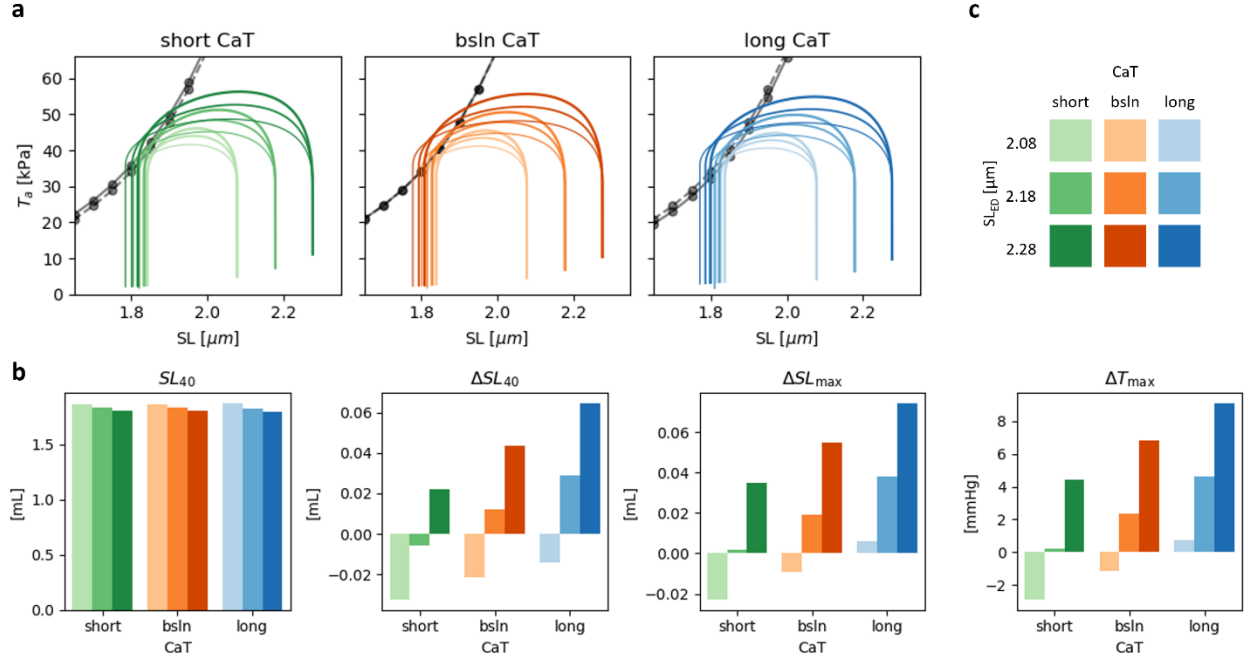 a
c
short CaT
bsln CaT
long CaT
T_a [kPa]
60
50
40
30
20
10
0
1.8
2.0
2.2
1.8
2.0
2.2
1.8
2.0
2.2
SL [μm]
SL [μm]
SL [μm]
CaT
short
bsln
long
SL_ED [μm]
2.08
2.18
2.28
b
SL_40
ΔSL_40
ΔSL_max
ΔT_max
[mL]
1.5
1.0
0.5
0.0
short
bsln
long
CaT
[mL]
0.06
0.04
0.02
0.00
−0.02
short
bsln
long
CaT
[mL]
0.06
0.04
0.02
0.00
−0.02
short
bsln
long
CaT
[mmHg]
8
6
4
2
0
−2
short
bsln
long
CaT